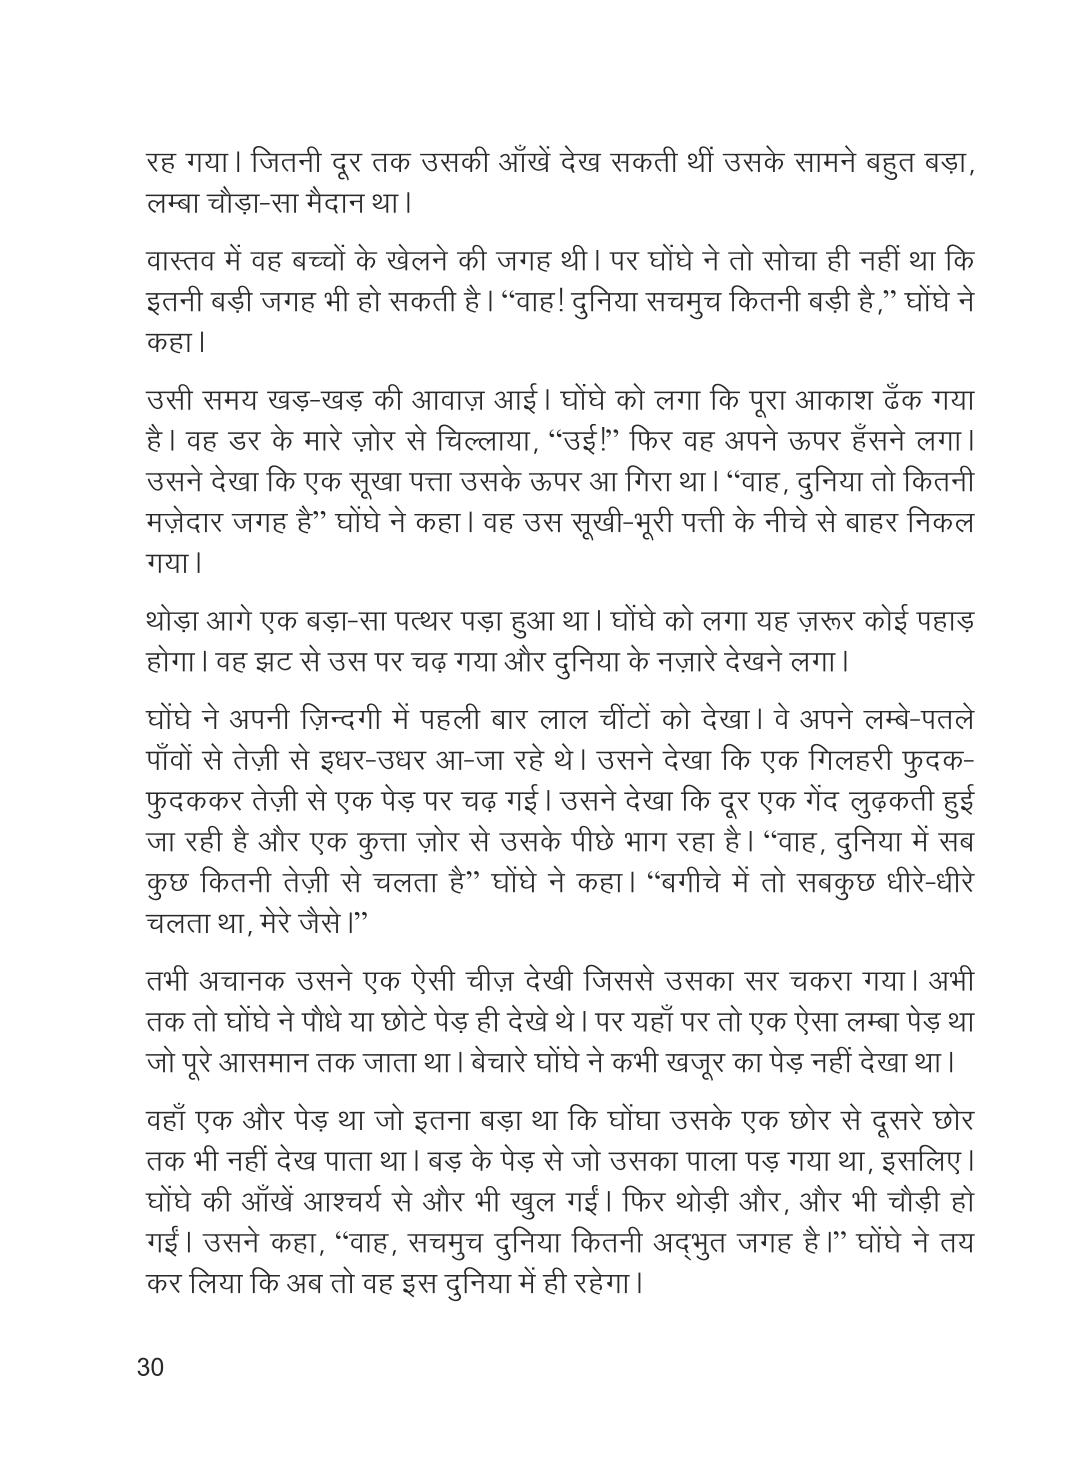 रह गया। जितनी दूर तक उसकी आँखें देख सकती थीं उसके सामने बहुत बड़ा,
लम्बा चौड़ा-सा मैदान था।
वास्तव में वह बच्चों के खेलने की जगह थी। पर घोंघे ने तो सोचा ही नहीं था कि
इतनी बड़ी जगह भी हो सकती है। “वाह! दुनिया सचमुच कितनी बड़ी है,” घोंघे ने
कहा।
उसी समय खड़-खड़ की आवाज़ आई। घोंघे को लगा कि पूरा आकाश ढँक गया
है। वह डर के मारे ज़ोर से चिल्लाया, “उई!” फिर वह अपने ऊपर हँसने लगा।
उसने देखा कि एक सूखा पत्ता उसके ऊपर आ गिरा था। “वाह, दुनिया तो कितनी
मज़ेदार जगह है” घोंघे ने कहा। वह उस सूखी-भूरी पत्ती के नीचे से बाहर निकल
गया।
थोड़ा आगे एक बड़ा-सा पत्थर पड़ा हुआ था। घोंघे को लगा यह ज़रूर कोई पहाड़
होगा। वह झट से उस पर चढ़ गया और दुनिया के नज़ारे देखने लगा।
घोंघे ने अपनी ज़िन्दगी में पहली बार लाल चींटों को देखा। वे अपने लम्बे-पतले
पाँवों से तेज़ी से इधर-उधर आ-जा रहे थे। उसने देखा कि एक गिलहरी फुदक-
फुदककर तेज़ी से एक पेड़ पर चढ़ गई। उसने देखा कि दूर एक गेंद लुढ़कती हुई
जा रही है और एक कुत्ता ज़ोर से उसके पीछे भाग रहा है। “वाह, दुनिया में सब
कुछ कितनी तेज़ी से चलता है” घोंघे ने कहा। “बगीचे में तो सबकुछ धीरे-धीरे
चलता था, मेरे जैसे।”
तभी अचानक उसने एक ऐसी चीज़ देखी जिससे उसका सर चकरा गया। अभी
तक तो घोंघे ने पौधे या छोटे पेड़ ही देखे थे। पर यहाँ पर तो एक ऐसा लम्बा पेड़ था
जो पूरे आसमान तक जाता था। बेचारे घोंघे ने कभी खजूर का पेड़ नहीं देखा था।
वहाँ एक और पेड़ था जो इतना बड़ा था कि घोंघा उसके एक छोर से दूसरे छोर
तक भी नहीं देख पाता था। बड़ के पेड़ से जो उसका पाला पड़ गया था, इसलिए।
घोंघे की आँखें आश्चर्य से और भी खुल गईं। फिर थोड़ी और, और भी चौड़ी हो
गईं। उसने कहा, “वाह, सचमुच दुनिया कितनी अद्भुत जगह है।” घोंघे ने तय
कर लिया कि अब तो वह इस दुनिया में ही रहेगा।
30